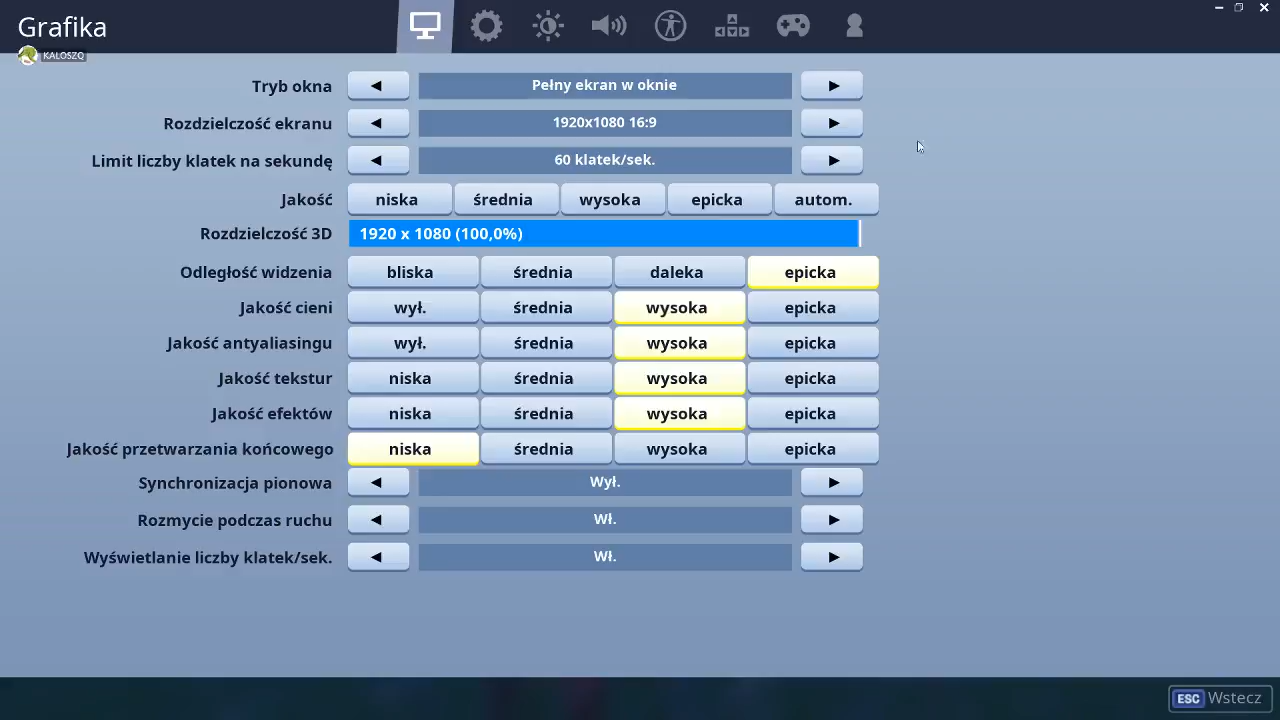 Grafika
KALOSZQ
Tryb okna ◀ Pełny ekran w oknie ▶
Rozdzielczość ekranu ◀ 1920x1080 16:9 ▶
Limit liczby klatek na sekundę ◀ 60 klatek/sek. ▶
Jakość niska średnia wysoka epicka autom.
Rozdzielczość 3D 1920 x 1080 (100,0%)
Odległość widzenia bliska średnia daleka epicka
Jakość cieni wył. średnia wysoka epicka
Jakość antyaliasingu wył. średnia wysoka epicka
Jakość tekstur niska średnia wysoka epicka
Jakość efektów niska średnia wysoka epicka
Jakość przetwarzania końcowego niska średnia wysoka epicka
Synchronizacja pionowa ◀ Wył. ▶
Rozmycie podczas ruchu ◀ Wł. ▶
Wyświetlanie liczby klatek/sek. ◀ Wł. ▶
ESC Wstecz